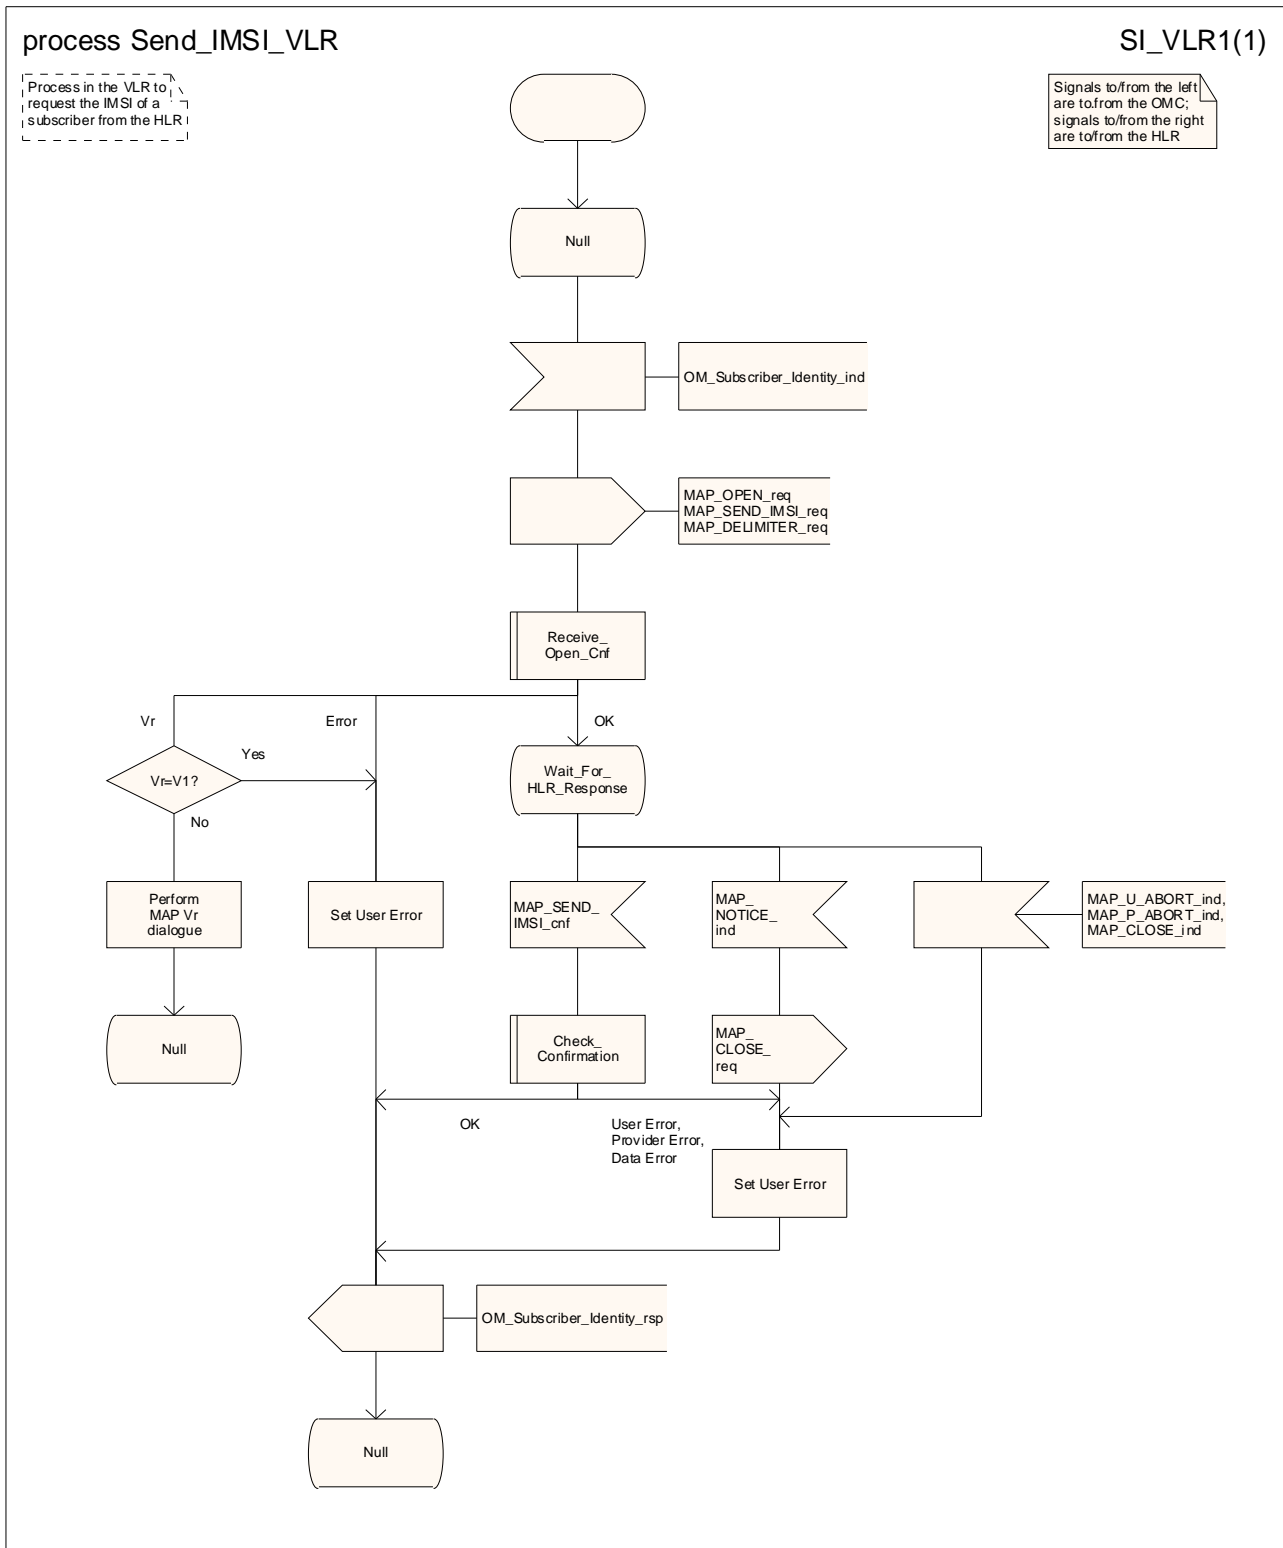 process Send_IMSI_VLR
SI_VLR1(1)
Process in the VLR to
request the IMSI of a
subscriber from the HLR
Signals to/from the left
are to.from the OMC;
signals to/from the right
are to/from the HLR
Null
OM_Subscriber_Identity_ind
MAP_OPEN_req
MAP_SEND_IMSI_req
MAP_DELIMITER_req
Receive_
Open_Cnf
Vr
Error
OK
Yes
Vr=V1?
Wait_For_
HLR_Response
No
Perform
MAP Vr
dialogue
Set User Error
MAP_SEND_
IMSI_cnf
MAP_
NOTICE_
ind
MAP_U_ABORT_ind,
MAP_P_ABORT_ind,
MAP_CLOSE_ind
Null
Check_
Confirmation
MAP_
CLOSE_
req
OK
User Error,
Provider Error,
Data Error
Set User Error
OM_Subscriber_Identity_rsp
Null